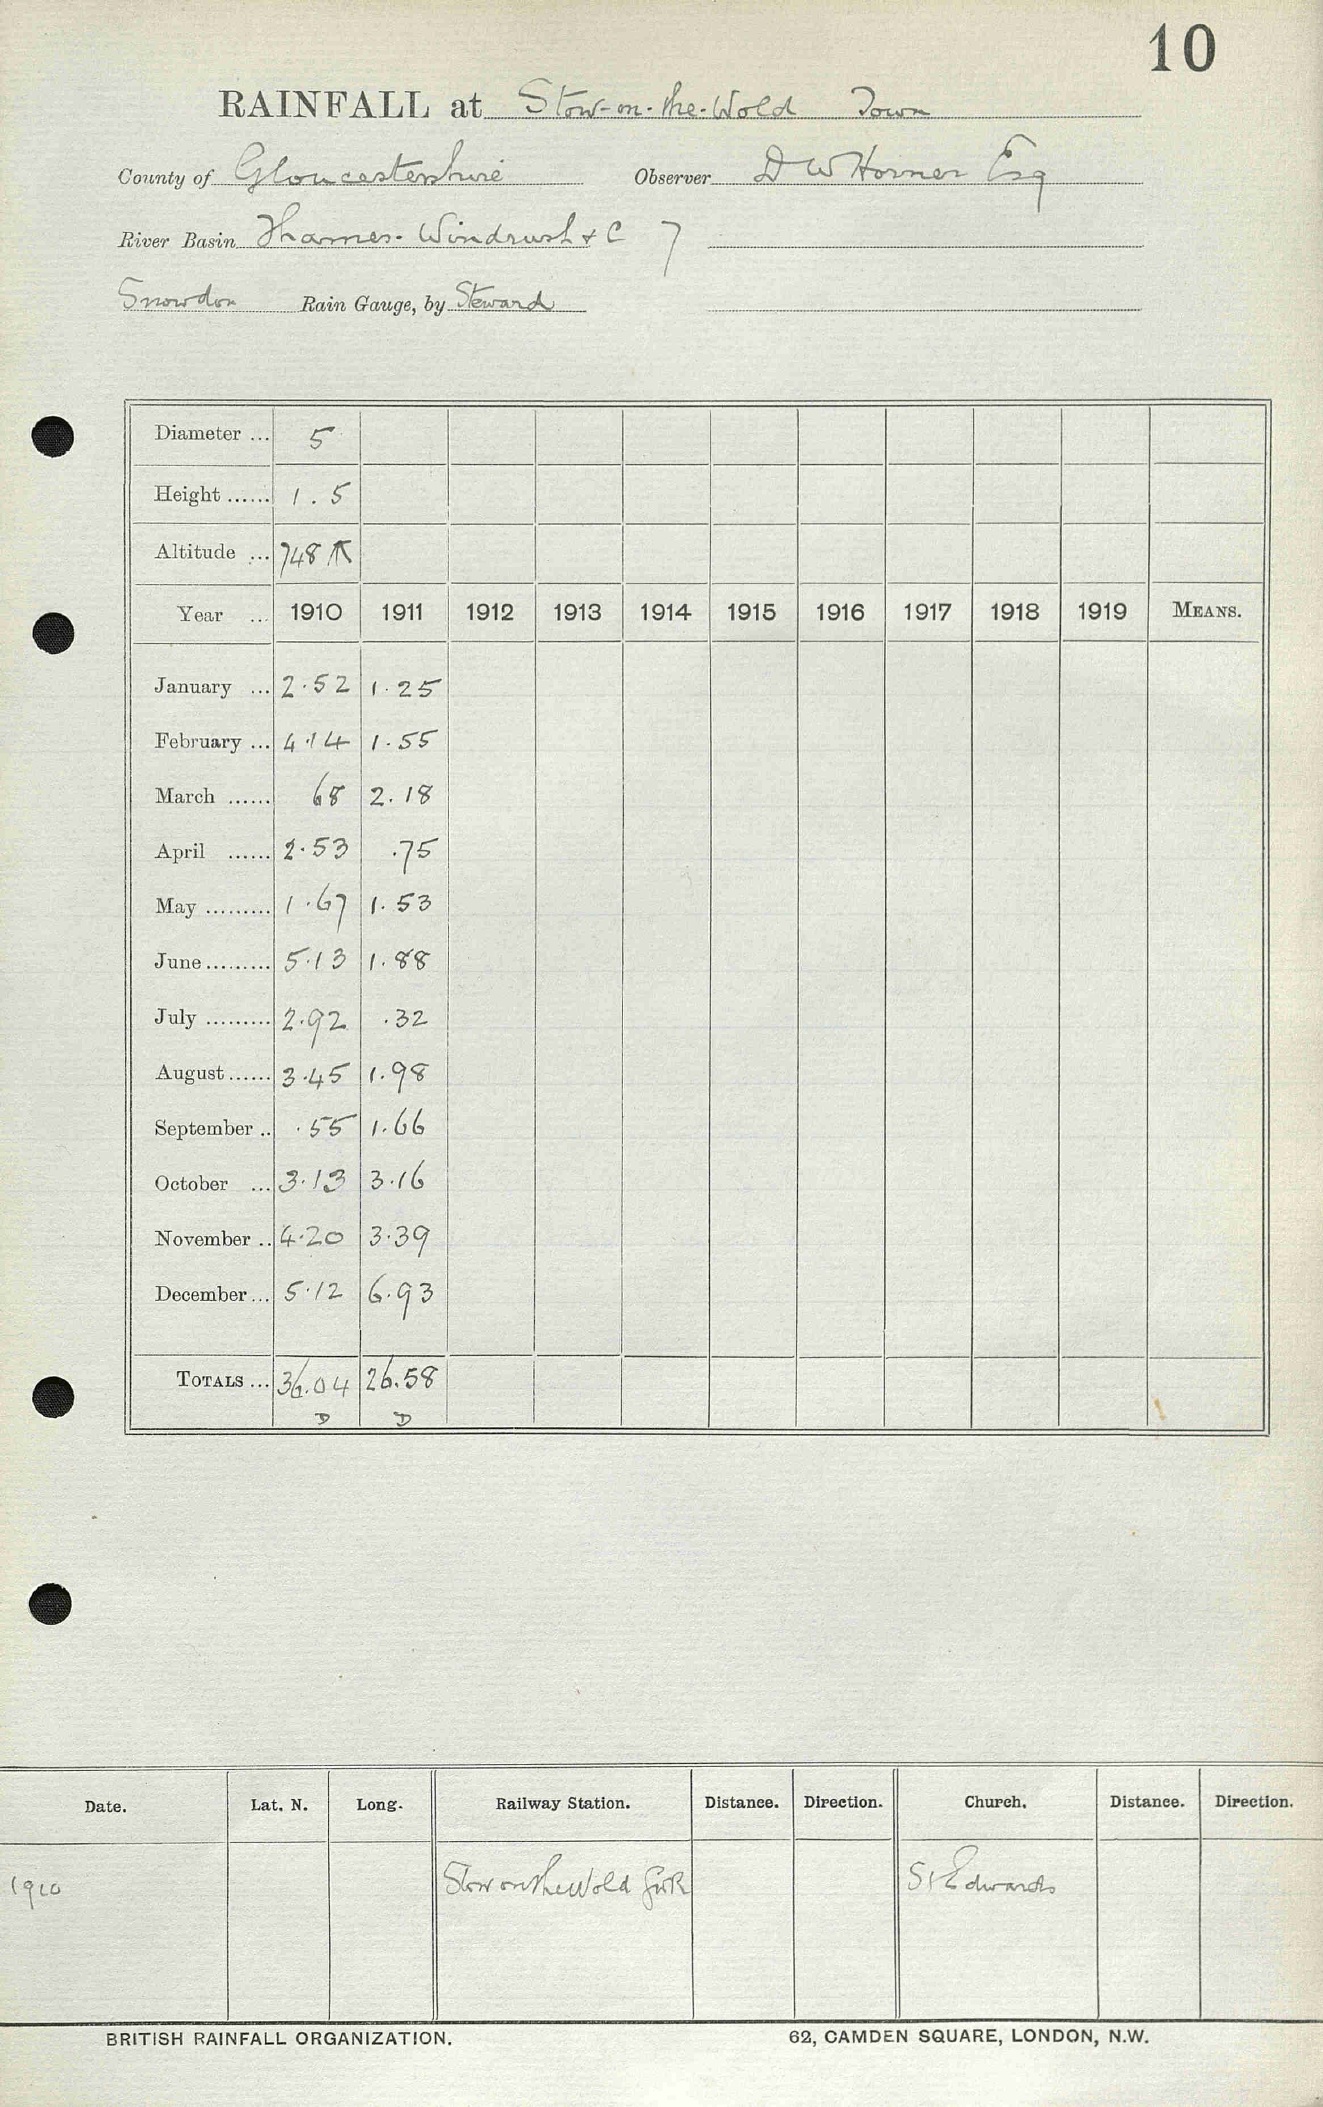 10
RAINFALL at Stow-on-the-Wold Town
County of Gloucestershire Observer D W Horner Esq
River Basin Thames. Windrush & C 7
Snowdon Rain Gauge, by Steward
Diameter ... 5
Height ...... 1.5
Altitude ... 748
Year ... 1910 1911 1912 1913 1914 1915 1916 1917 1918 1919 MEANS.
January ... 2.52 1.25
February ... 4.14 1.55
March ...... 68 2.18
April ...... 2.53 .75
May ......... 1.67 1.53
June ......... 5.13 1.88
July ......... 2.92 .32
August ...... 3.45 1.98
September .. .55 1.66
October ... 3.13 3.16
November .. 4.20 3.39
December ... 5.12 6.93
TOTALS ... 36.04 26.58
D D
Date. Lat. N. Long. Railway Station. Distance. Direction. Church. Distance. Direction.
1910 Stow on the Wold GWR St Edwards
BRITISH RAINFALL ORGANIZATION. 62, CAMDEN SQUARE, LONDON, N.W.